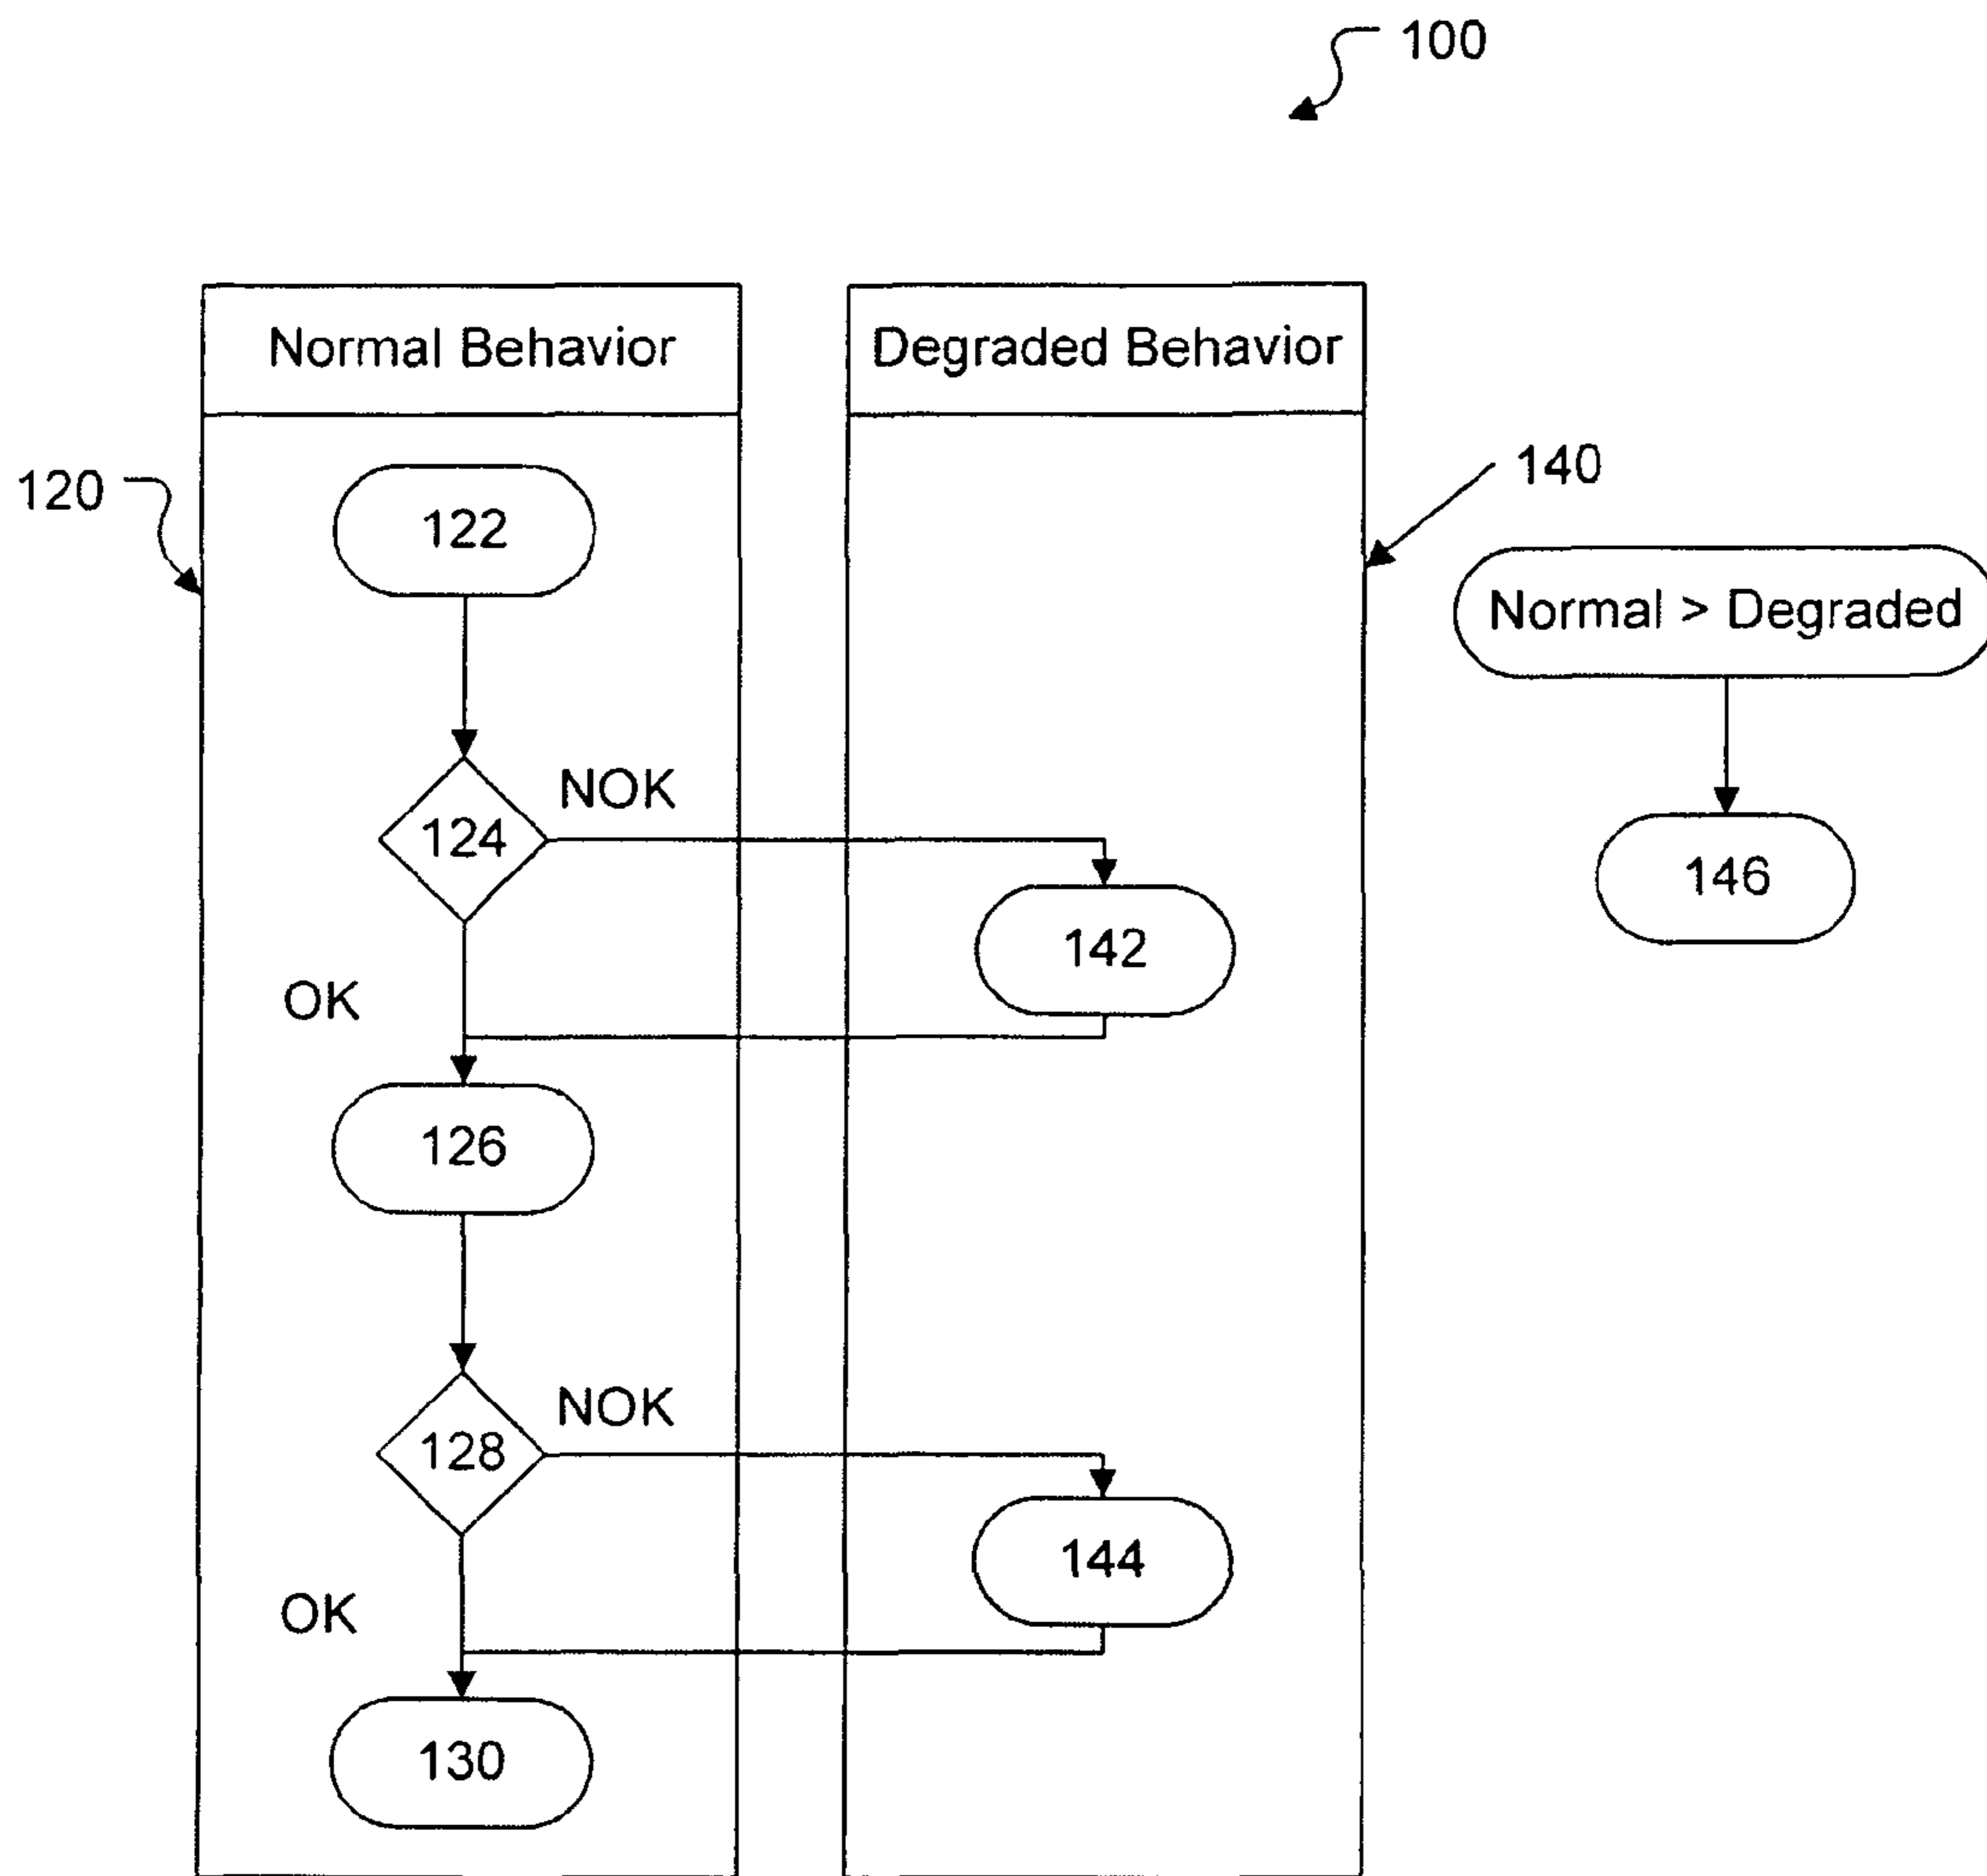 100
Normal Behavior
Degraded Behavior
120
122
140
Normal > Degraded
NOK
124
146
142
OK
126
NOK
128
144
OK
130